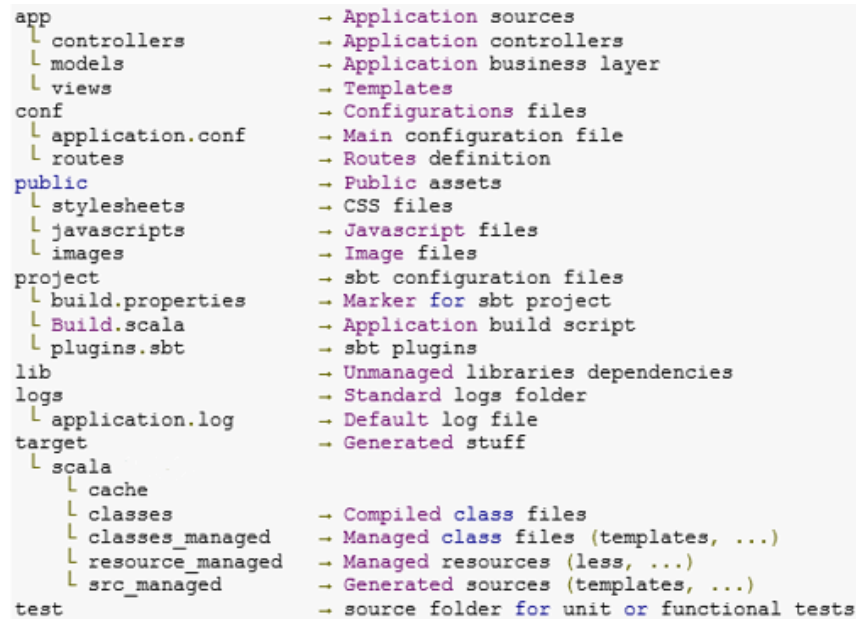 app → Application sources
└ controllers → Application controllers
└ models → Application business layer
└ views → Templates
conf → Configurations files
└ application.conf → Main configuration file
└ routes → Routes definition
public → Public assets
└ stylesheets → CSS files
└ javascripts → Javascript files
└ images → Image files
project → sbt configuration files
└ build.properties → Marker for sbt project
└ Build.scala → Application build script
└ plugins.sbt → sbt plugins
lib → Unmanaged libraries dependencies
logs → Standard logs folder
└ application.log → Default log file
target → Generated stuff
└ scala
└ cache
└ classes → Compiled class files
└ classes_managed → Managed class files (templates, ...)
└ resource_managed → Managed resources (less, ...)
└ src_managed → Generated sources (templates, ...)
test → source folder for unit or functional tests